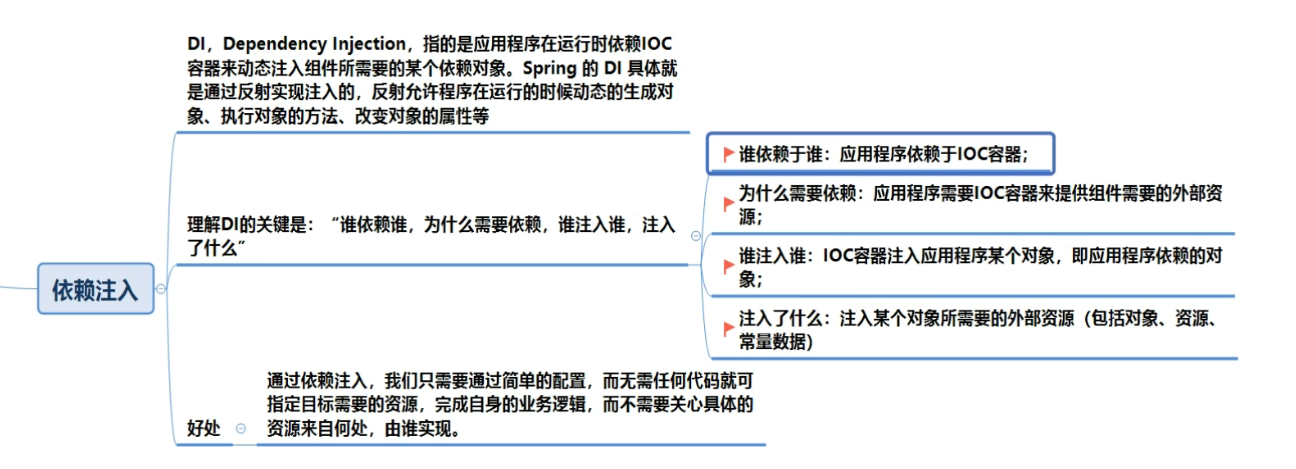 DI，Dependency Injection，指的是应用程序在运行时依赖IOC
容器来动态注入组件所需要的某个依赖对象。Spring 的 DI 具体就
是通过反射实现注入的，反射允许程序在运行的时候动态的生成对
象、执行对象的方法、改变对象的属性等
谁依赖于谁：应用程序依赖于IOC容器；
为什么需要依赖：应用程序需要IOC容器来提供组件需要的外部资
源；
理解DI的关键是：“谁依赖谁，为什么需要依赖，谁注入谁，注入
了什么”
谁注入谁：IOC容器注入应用程序某个对象，即应用程序依赖的对
象；
依赖注入
注入了什么：注入某个对象所需要的外部资源（包括对象、资源、
常量数据）
通过依赖注入，我们只需要通过简单的配置，而无需任何代码就可
指定目标需要的资源，完成自身的业务逻辑，而不需要关心具体的
资源来自何处，由谁实现。
好处